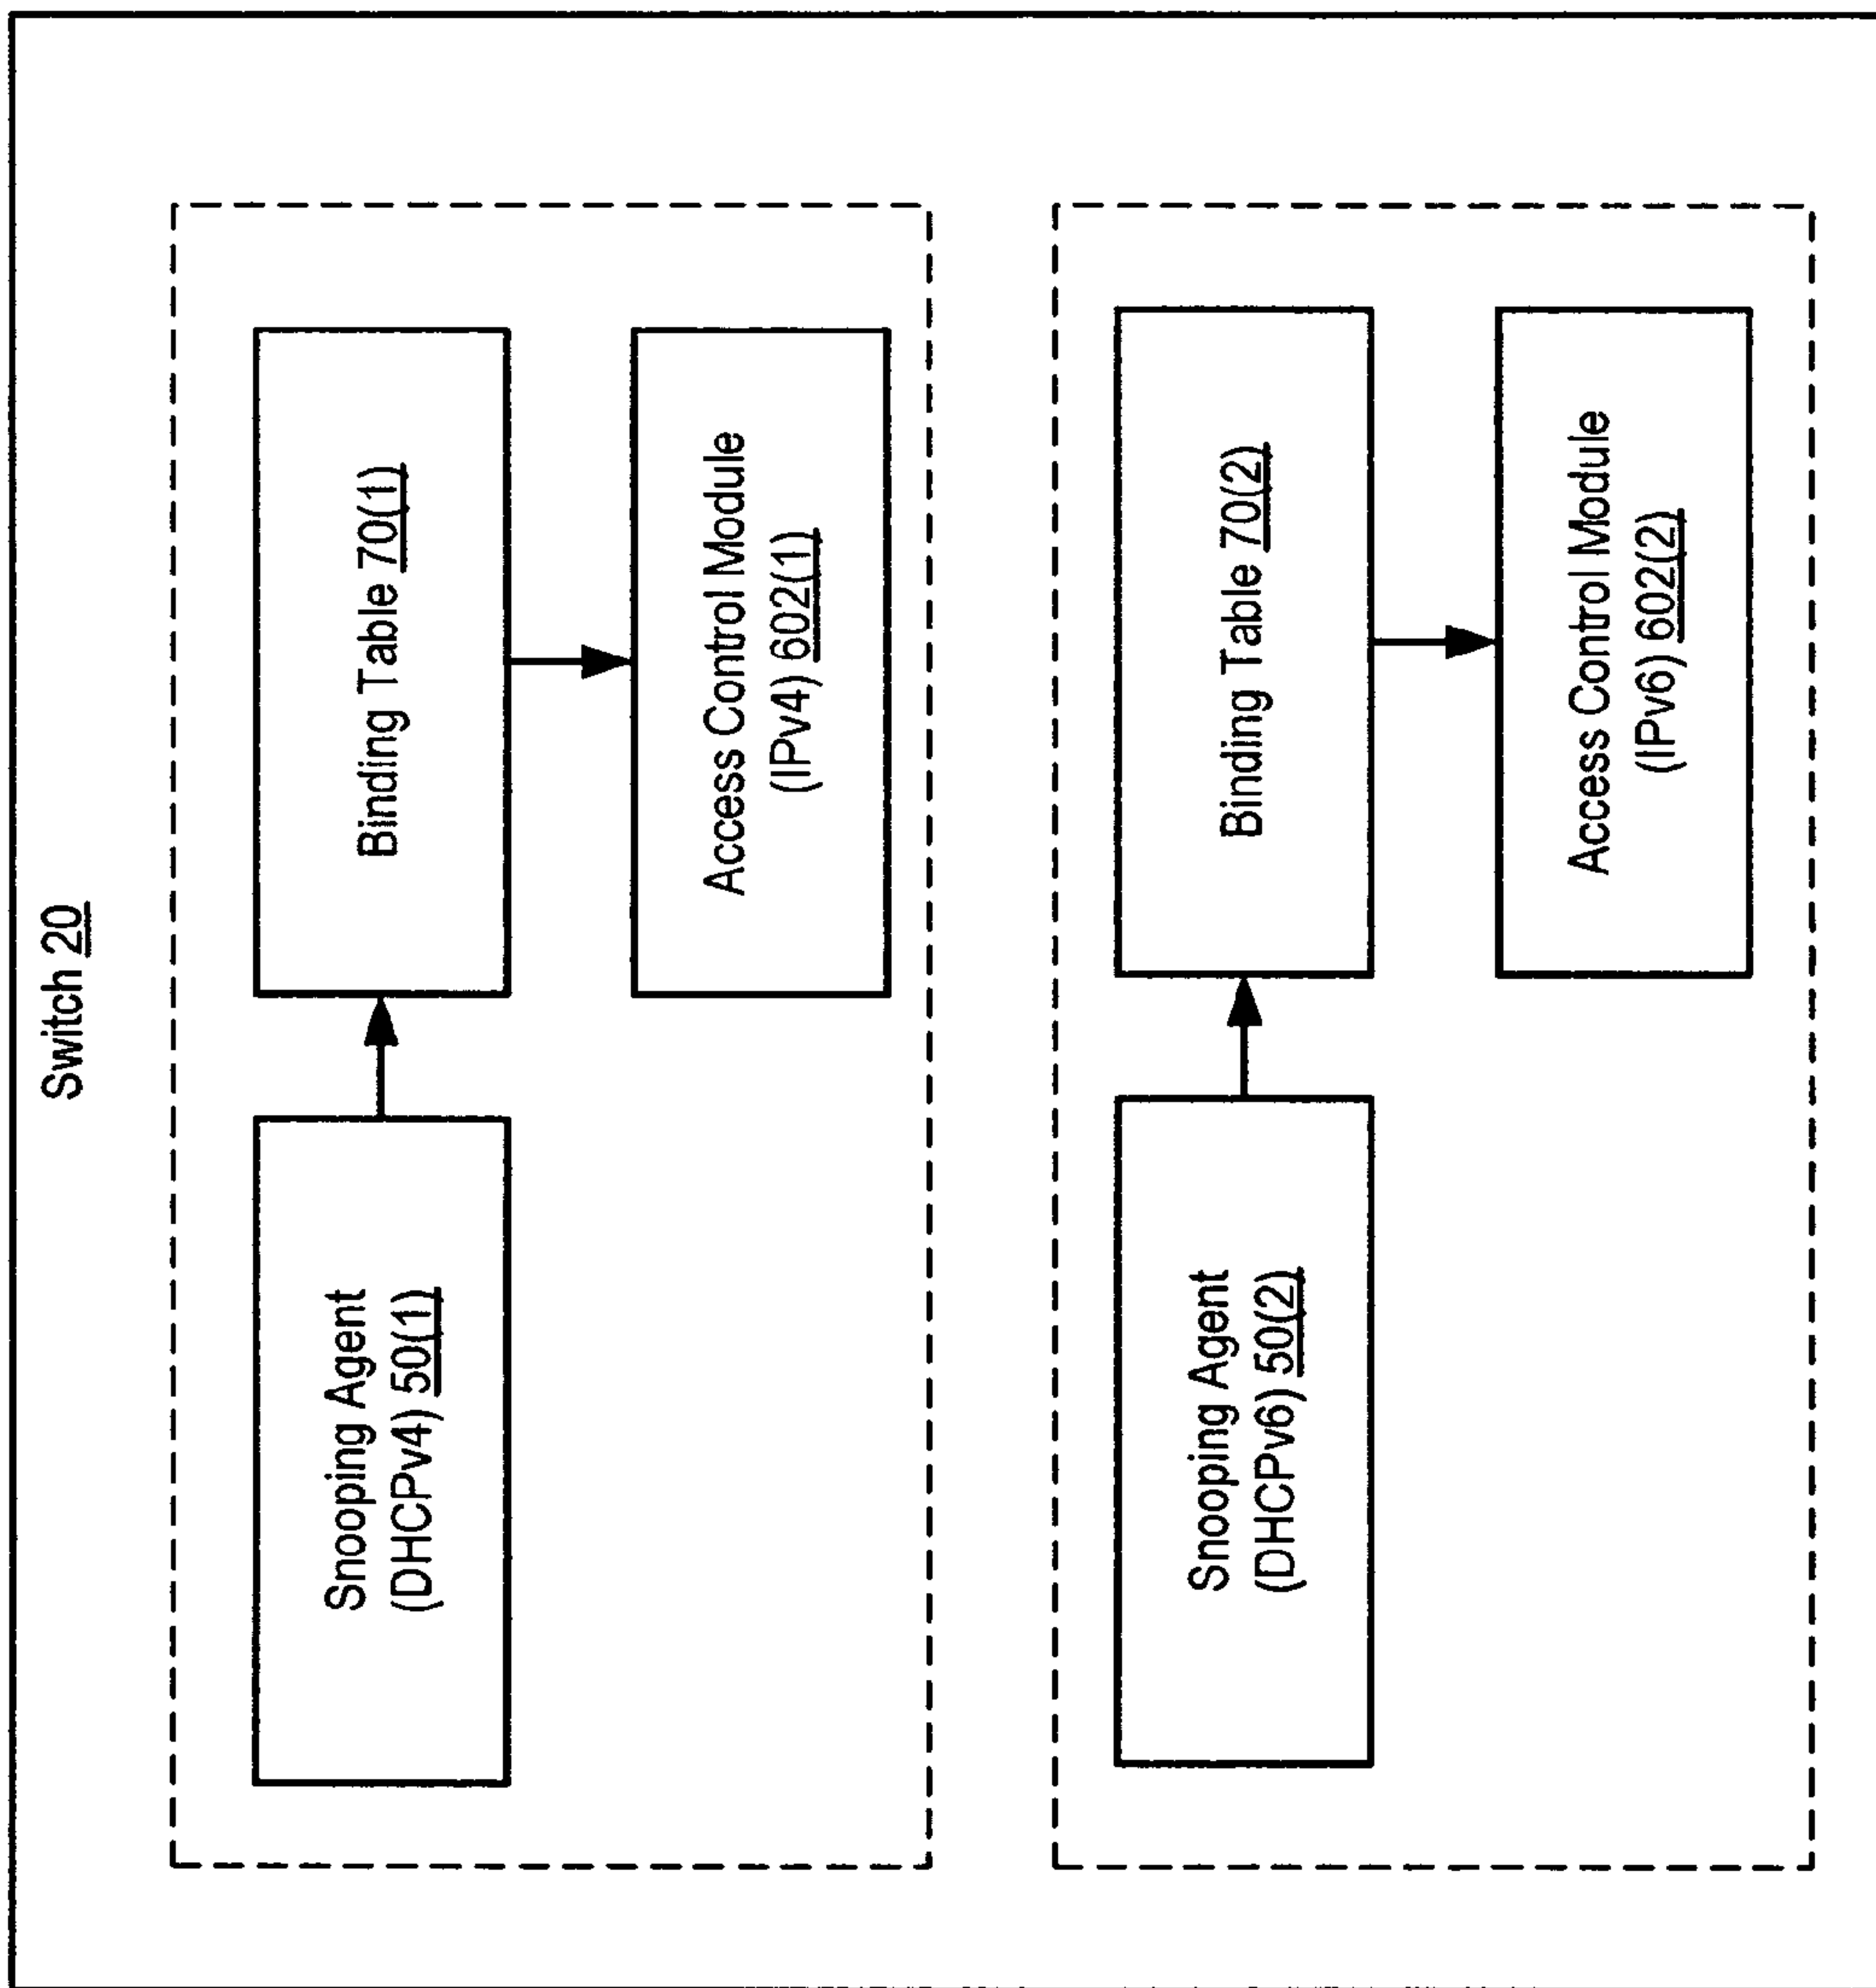 Switch 20
Snooping Agent
(DHCPv4) 50(1)
Binding Table 70(1)
Access Control Module
(IPv4) 602(1)
Snooping Agent
(DHCPv6) 50(2)
Binding Table 70(2)
Access Control Module
(IPv6) 602(2)